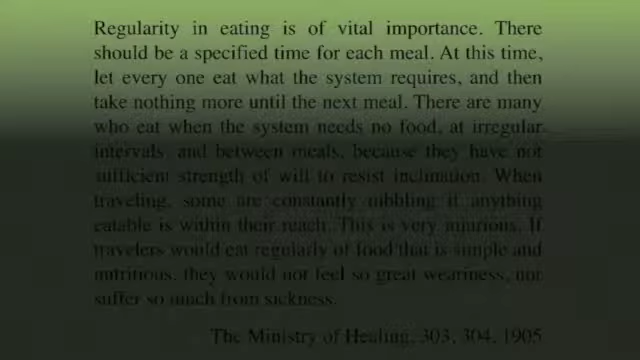 Regularity in eating is of vital importance. There
should be a specified time for each meal. At this time,
let every one eat what the system requires, and then
take nothing more until the next meal. There are many
who eat when the system needs no food, at irregular
intervals, and between meals, because they have not
sufficient strength of will to resist inclination. When
traveling, some are constantly nibbling if anything
eatable is within their reach. This is very injurious. If
travelers would eat regularly of food that is simple and
nutritious, they would not feel so great weariness, nor
suffer so much from sickness.
The Ministry of Healing, 303, 304, 1905